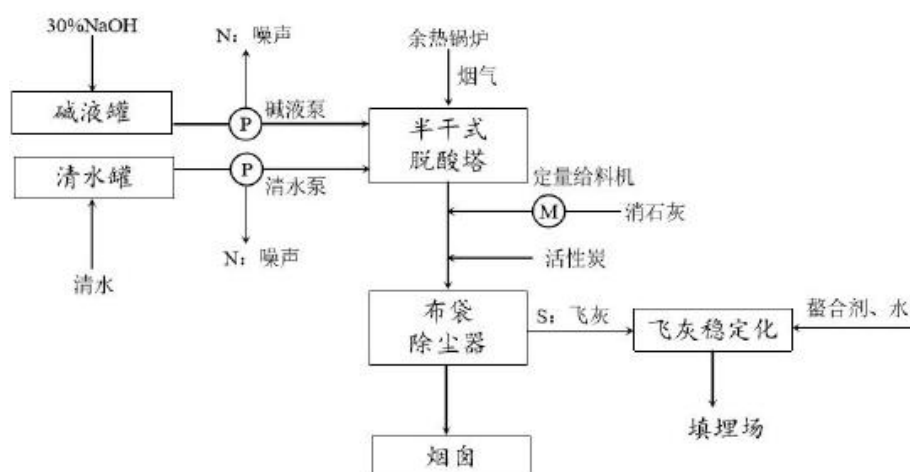 30%NaOH
N：噪声
余热锅炉
烟气
碱液罐
P
碱液泵
半干式
脱酸塔
清水罐
P
清水泵
定量给料机
M
消石灰
N：噪声
清水
活性炭
布袋
除尘器
S：飞灰
飞灰稳定化
螯合剂、水
填埋场
烟囱